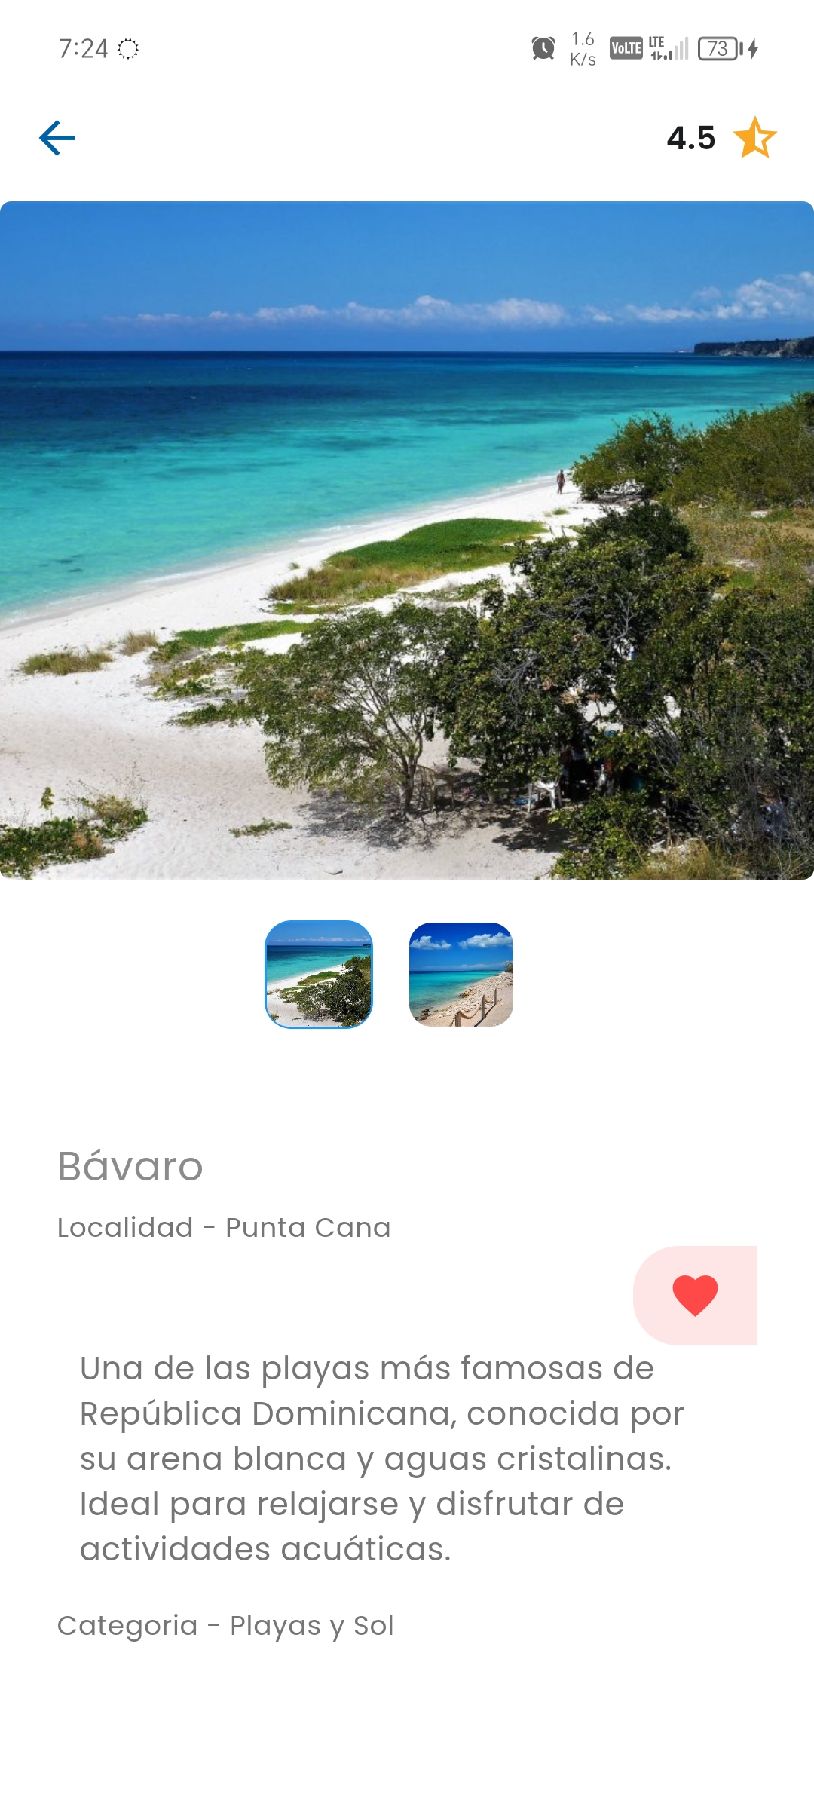 7:24
1.6
K/s
VoLTE
LTE
73
4.5
Bávaro
Localidad - Punta Cana
Una de las playas más famosas de
República Dominicana, conocida por
su arena blanca y aguas cristalinas.
Ideal para relajarse y disfrutar de
actividades acuáticas.
Categoria - Playas y Sol